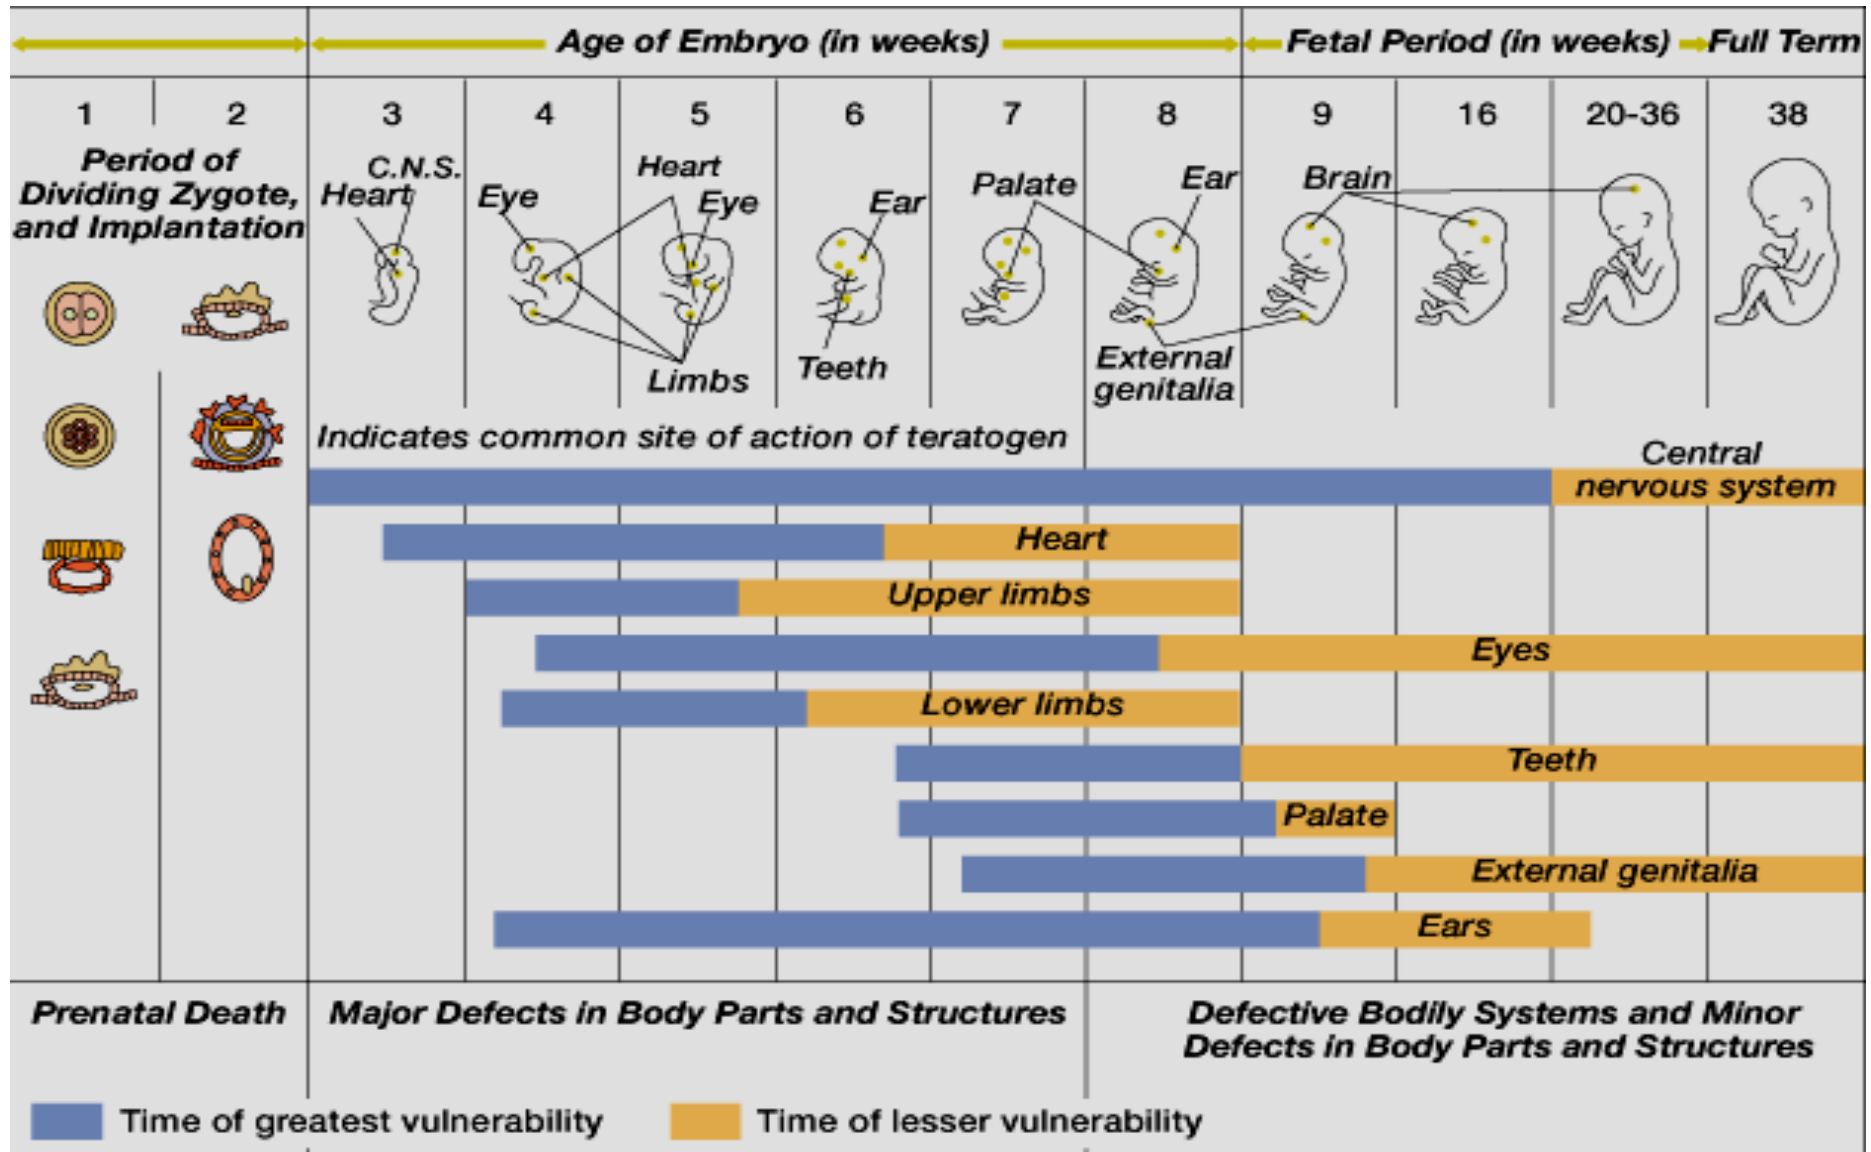 Age of Embryo (in weeks)
Fetal Period (in weeks)
Full Term
1
2
3
4
5
6
7
8
9
16
20-36
38
Period of
Dividing Zygote,
and Implantation
C.N.S.
Heart
Eye
Heart
Eye
Limbs
Ear
Teeth
Palate
Ear
External
genitalia
Brain
Indicates common site of action of teratogen
Central
nervous system
Heart
Upper limbs
Eyes
Lower limbs
Teeth
Palate
External genitalia
Ears
Prenatal Death
Major Defects in Body Parts and Structures
Defective Bodily Systems and Minor
Defects in Body Parts and Structures
Time of greatest vulnerability
Time of lesser vulnerability